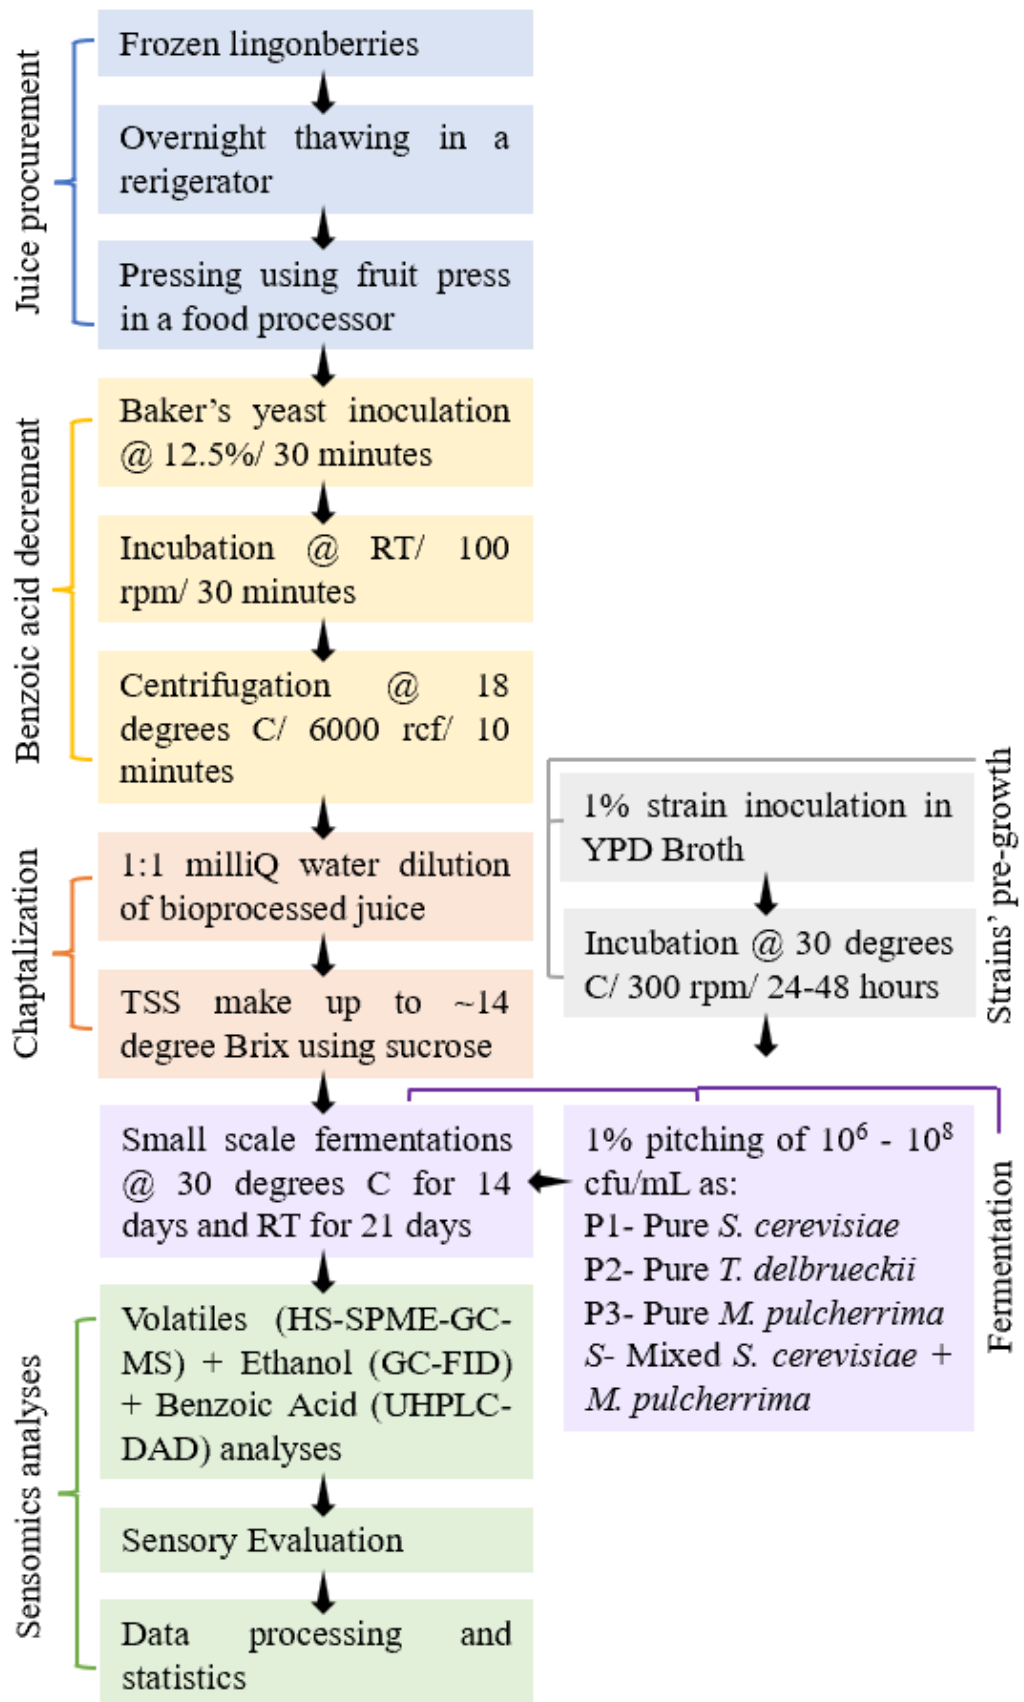 Juice procurement
Frozen lingonberries
Overnight thawing in a
rerigerator
Pressing using fruit press
in a food processor
Benzoic acid decrement
Baker’s yeast inoculation
@ 12.5%/ 30 minutes
Incubation @ RT/ 100
rpm/ 30 minutes
Centrifugation @ 18
degrees C/ 6000 rcf/ 10
minutes
Chaptalization
1:1 milliQ water dilution
of bioprocessed juice
TSS make up to ~14
degree Brix using sucrose
Strains’ pre-growth
1% strain inoculation in
YPD Broth
Incubation @ 30 degrees
C/ 300 rpm/ 24-48 hours
Small scale fermentations
@ 30 degrees C for 14
days and RT for 21 days
Fermentation
1% pitching of 10⁶ - 10⁸
cfu/mL as:
P1- Pure S. cerevisiae
P2- Pure T. delbrueckii
P3- Pure M. pulcherrima
S- Mixed S. cerevisiae +
M. pulcherrima
Sensomics analyses
Volatiles (HS-SPME-GC-
MS) + Ethanol (GC-FID)
+ Benzoic Acid (UHPLC-
DAD) analyses
Sensory Evaluation
Data processing and
statistics